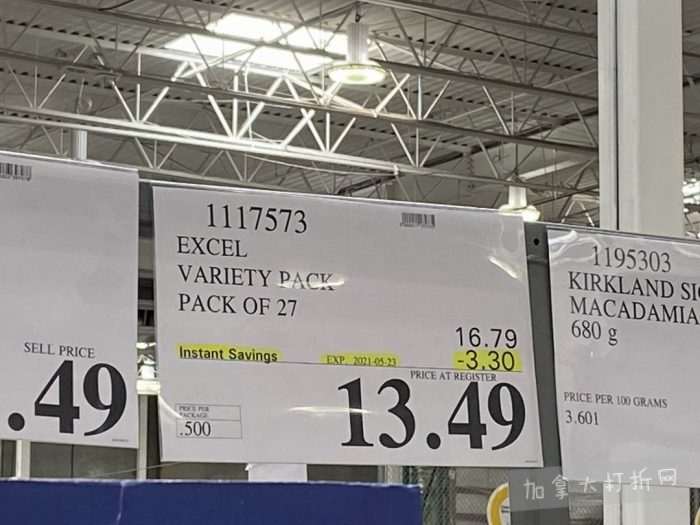 SELL PRICE
.49
1117573
EXCEL
VARIETY PACK
PACK OF 27
16.79
Instant Savings EXP. 2021-05-23 -3.30
PRICE AT REGISTER
13.49
PRICE PER
PACKAGE
.500
1195303
KIRKLAND
MACADAMIA
680 g
PRICE PER 100 GRAMS
3.601
加拿大打折网